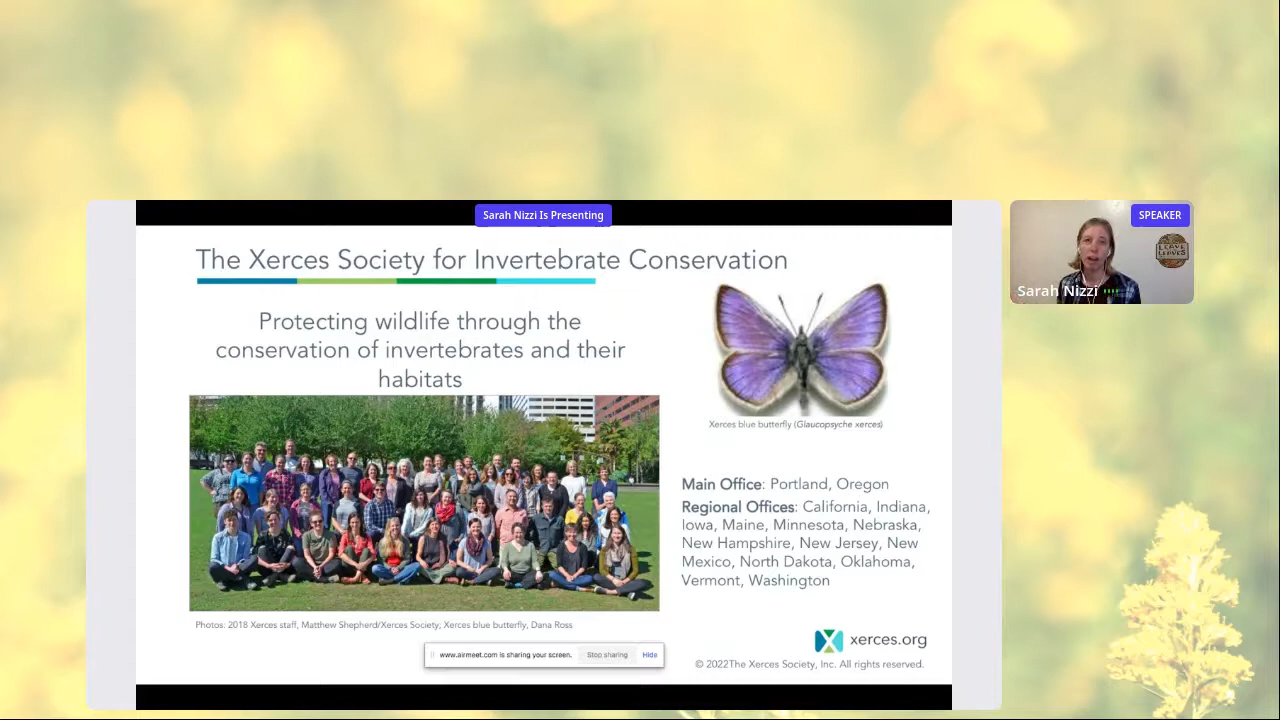 Sarah Nizzi Is Presenting
SPEAKER
Sarah Nizzi
LEAVE
LEAVES
The Xerces Society for Invertebrate Conservation
Protecting wildlife through the
conservation of invertebrates and their
habitats
Xerces blue butterfly (Glaucopsyche xerces)
Main Office: Portland, Oregon
Regional Offices: California, Indiana,
Iowa, Maine, Minnesota, Nebraska,
New Hampshire, New Jersey, New
Mexico, North Dakota, Oklahoma,
Vermont, Washington
Photos: 2018 Xerces staff, Matthew Shepherd/Xerces Society; Xerces blue butterfly, Dana Ross
www.airmeet.com is sharing your screen.
Stop sharing
Hide
xerces.org
© 2022The Xerces Society, Inc. All rights reserved.